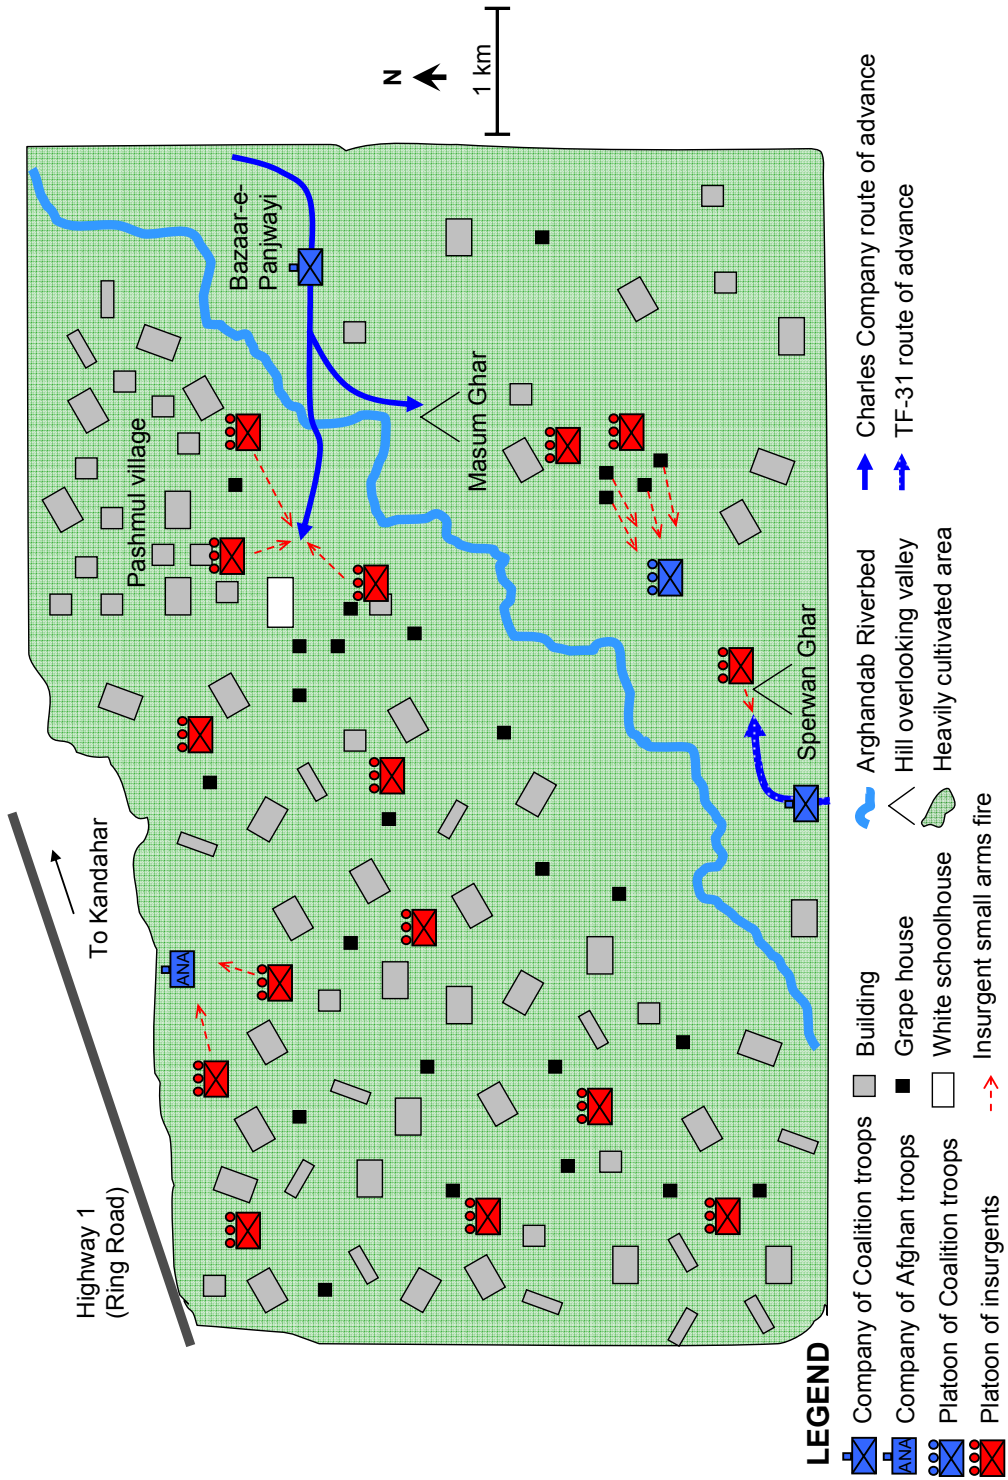 Highway 1
(Ring Road)
To Kandahar
ANA
Pashmul village
Bazaar-e-
Panjwayi
Masum Ghar
Sperwan Ghar
N
1 km
LEGEND
Company of Coalition troops
ANA
Company of Afghan troops
Platoon of Coalition troops
Platoon of insurgents
Building
Grape house
White schoolhouse
Insurgent small arms fire
Arghandab Riverbed
Hill overlooking valley
Heavily cultivated area
Charles Company route of advance
TF-31 route of advance